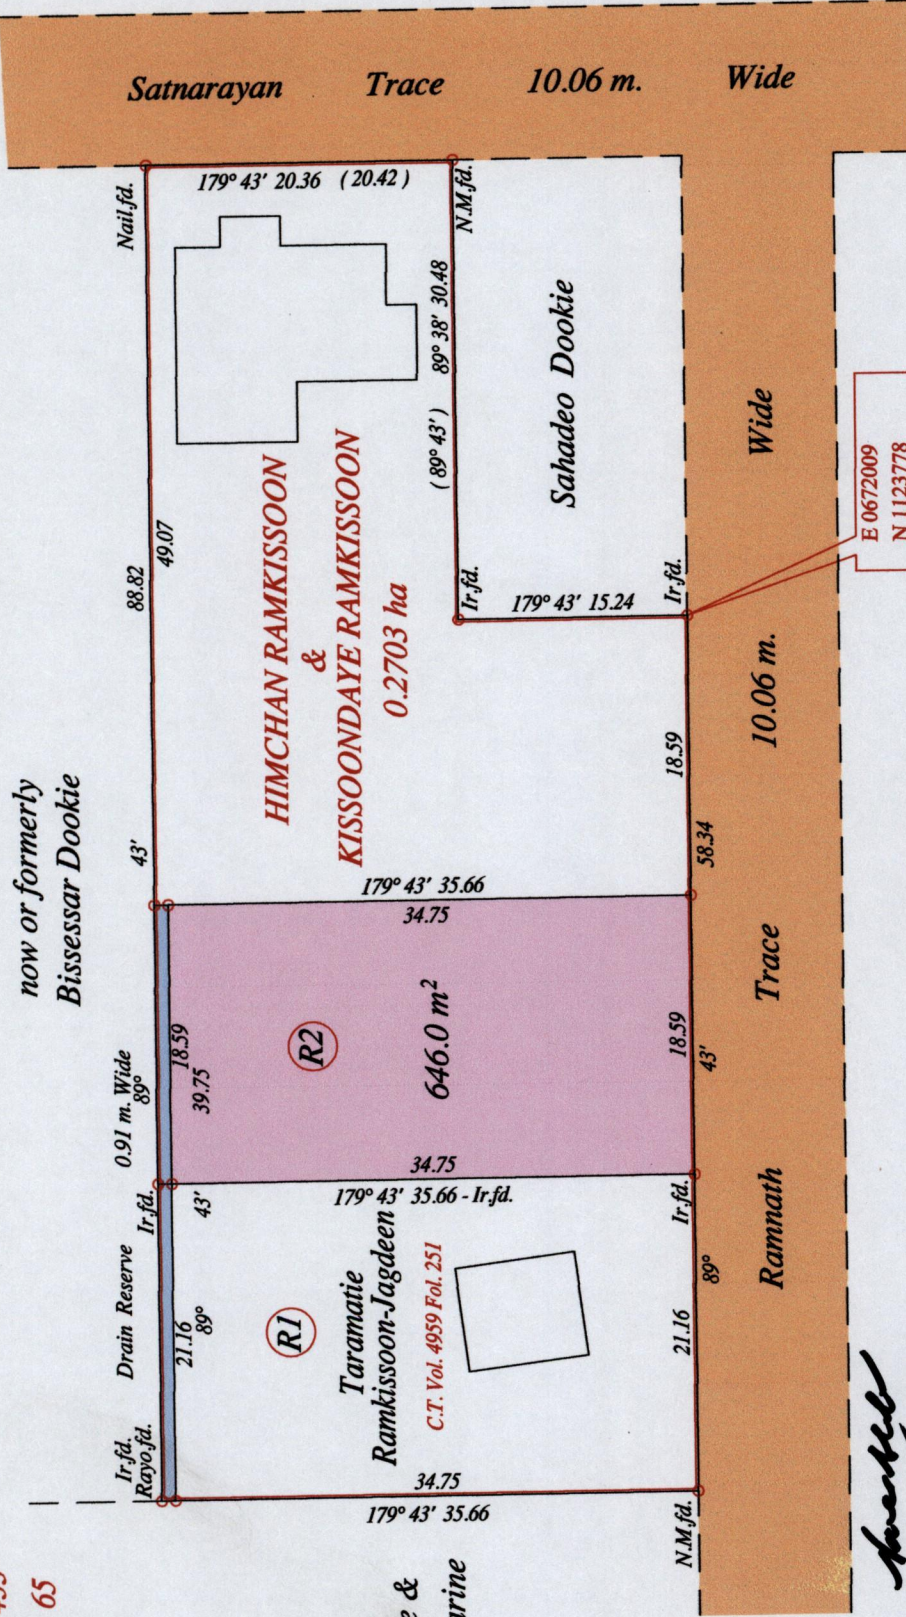 Satnarayan Trace 10.06 m. Wide
179° 43' 20.36 ( 20.42 )
Nail.fd.
N.M.fd.
89° 38' 30.48
( 89° 43' )
Sahadeo Dookie
Ir.fd.
179° 43' 15.24
Ir.fd.
E 0672009
N 1123778
88.82
49.07
43'
HIMCHAN RAMKISSOON
&
KISSOONDAYE RAMKISSOON
0.2703 ha
18.59
58.34
now or formerly
Bissessar Dookie
179° 43' 35.66
34.75
0.91 m. Wide
89°
18.59
39.75
R2
646.0 m²
18.59
43'
34.75
179° 43' 35.66 - Ir.fd.
Ir.fd.
43'
Ir.fd.
Drain Reserve
21.16
89°
R1
Taramatie
Ramkissoon-Jagdeen
C.T. Vol. 4959 Fol. 251
21.16
89°
Ir.fd.
Rayo.fd.
34.75
179° 43' 35.66
N.M.fd.
Ramnath Trace 10.06 m. Wide
65
&